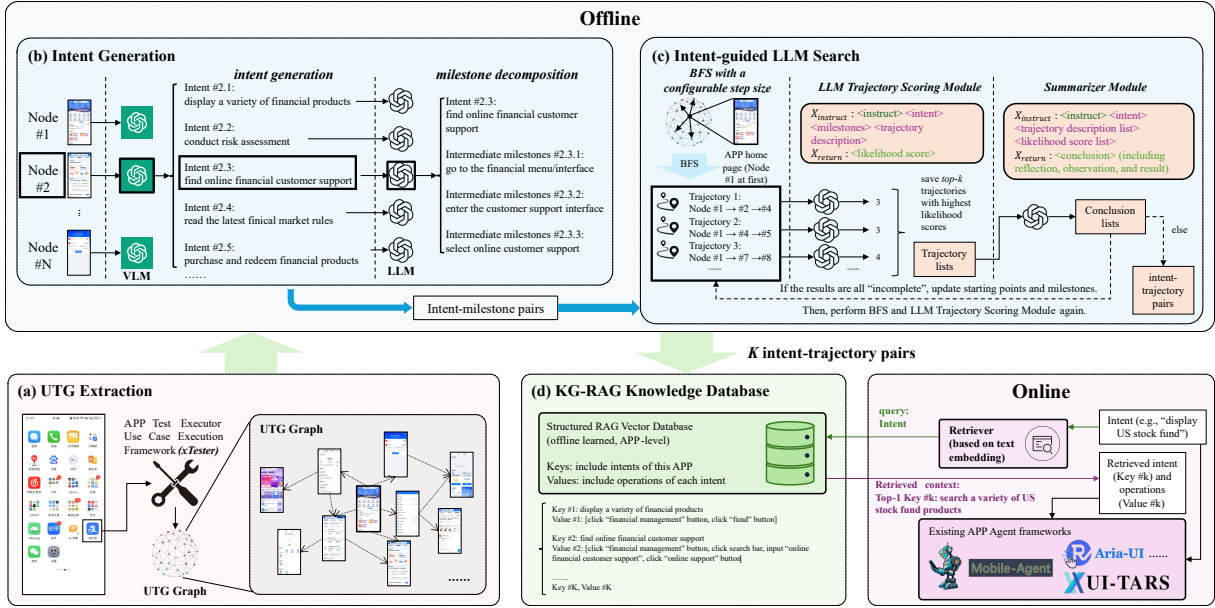 Offline
(b) Intent Generation
intent generation
milestone decomposition
Node
#1
Node
#2
⋮
Node
#N
VLM
Intent #2.1:
display a variety of financial products
Intent #2.2:
conduct risk assessment
Intent #2.3:
find online financial customer support
Intent #2.4:
read the latest finical market rules
Intent #2.5:
purchase and redeem financial products
......
LLM
Intent #2.3:
find online financial customer
support
Intermediate milestones #2.3.1:
go to the financial menu/interface
Intermediate milestones #2.3.2:
enter the customer support interface
Intermediate milestones #2.3.3:
select online customer support
Intent-milestone pairs
(c) Intent-guided LLM Search
BFS with a
configurable step size
BFS
APP home
page (Node
#1 at first)
LLM Trajectory Scoring Module
X_instruct : <instruct> <intent>
<milestones> <trajectory
description>
X_return : <likelihood score>
Summarizer Module
X_instruct : <instruct> <intent>
<trajectory description list>
<likelihood score list>
X_return : <conclusion> (including
reflection, observation, and result)
Trajectory 1:
Node #1 → #2 →#4
Trajectory 2:
Node #1 → #4 →#5
Trajectory 3:
Node #1 → #7 →#8
......
3
3
4
......
save top-k
trajectories
with highest
likelihood
scores
Trajectory
lists
Conclusion
lists
else
intent-
trajectory
pairs
If the results are all “incomplete”, update starting points and milestones.
Then, perform BFS and LLM Trajectory Scoring Module again.
K intent-trajectory pairs
(a) UTG Extraction
APP Test Executor
Use Case Execution
Framework (xTester)
UTG Graph
UTG Graph
......
(d) KG-RAG Knowledge Database
Structured RAG Vector Database
(offline learned, APP-level)
Keys: include intents of this APP
Values: include operations of each intent
Key #1: display a variety of financial products
Value #1: [click “financial management” button, click “fund” button]
Key #2: find online financial customer support
Value #2: [click “financial management” button, click search bar, input “online
financial customer support”, click “online support” button]
......
Key #K, Value #K
Online
query:
Intent
Retriever
(based on text
embedding)
Intent (e.g., “display
US stock fund”)
Retrieved context:
Top-1 Key #k: search a variety of US
stock fund products
Retrieved intent
(Key #k) and
operations
(Value #k)
Existing APP Agent frameworks
Mobile-Agent
Aria-UI ......
UI-TARS